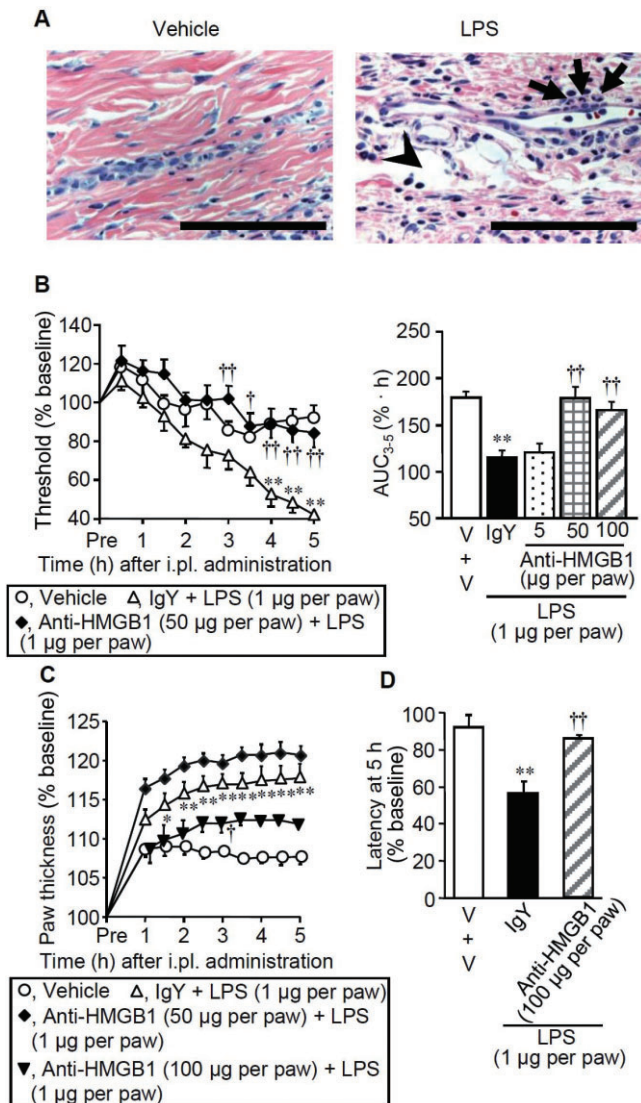 A
Vehicle
LPS
B
Threshold (% baseline)
140
120
100
80
60
40
††
†
††
††
††
**
**
**
Pre 1 2 3 4 5
Time (h) after i.pl. administration
○, Vehicle △, IgY + LPS (1 µg per paw)
◆, Anti-HMGB1 (50 µg per paw) + LPS
(1 µg per paw)
AUC3-5 (% · h)
250
200
150
100
50
**
††
††
V
+
V
IgY
5 50 100
Anti-HMGB1
(µg per paw)
LPS
(1 µg per paw)
C
Paw thickness (% baseline)
125
120
115
110
105
100
*
**
**
**
**
**
**
**
†
Pre 1 2 3 4 5
Time (h) after i.pl. administration
○, Vehicle △, IgY + LPS (1 µg per paw)
◆, Anti-HMGB1 (50 µg per paw) + LPS
(1 µg per paw)
▼, Anti-HMGB1 (100 µg per paw) + LPS
(1 µg per paw)
D
Latency at 5 h
(% baseline)
100
80
60
40
20
0
**
††
V
+
V
IgY
Anti-HMGB1
(100 µg per paw)
LPS
(1 µg per paw)